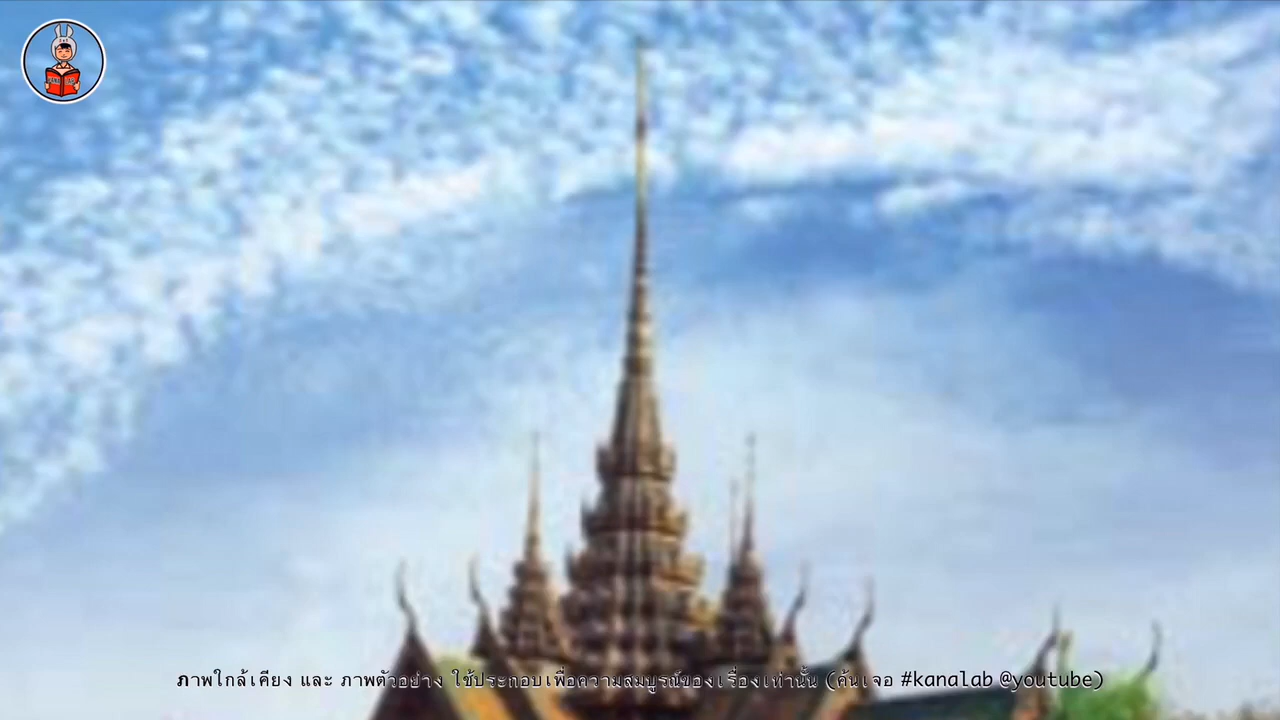 ภาพใกล้เคียง และ ภาพตัวอย่าง ใช้ประกอบเพื่อความสมบูรณ์ของเรื่องเท่านั้น (ค้นเจอ #kanalab @youtube)